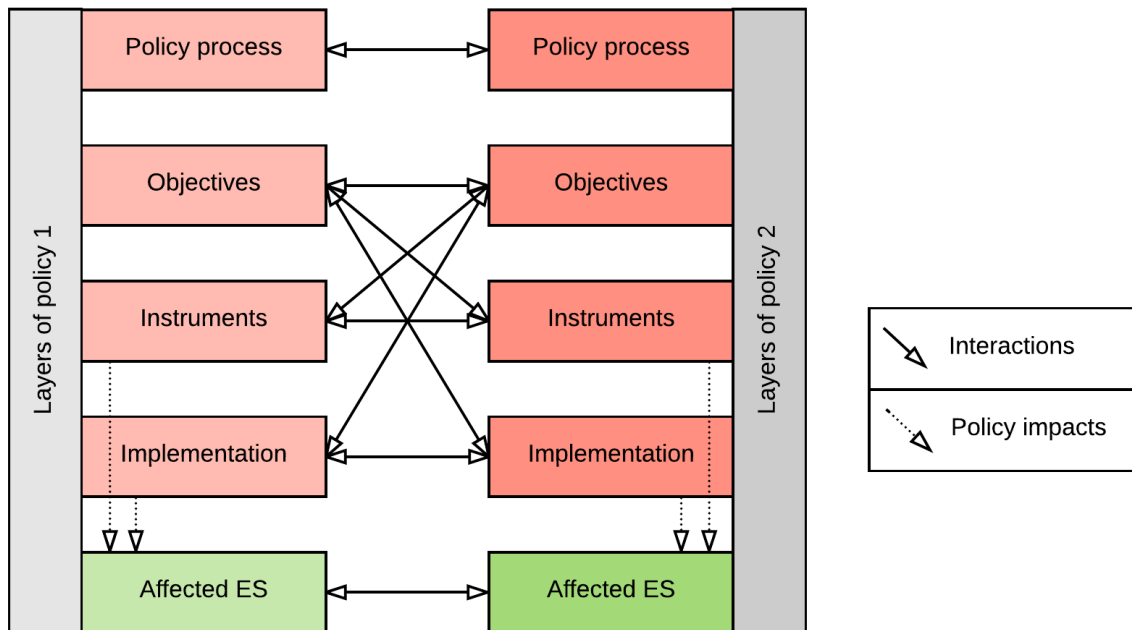 Layers of policy 1
Policy process
Policy process
Objectives
Objectives
Instruments
Instruments
Implementation
Implementation
Affected ES
Affected ES
Layers of policy 2
Interactions
Policy impacts